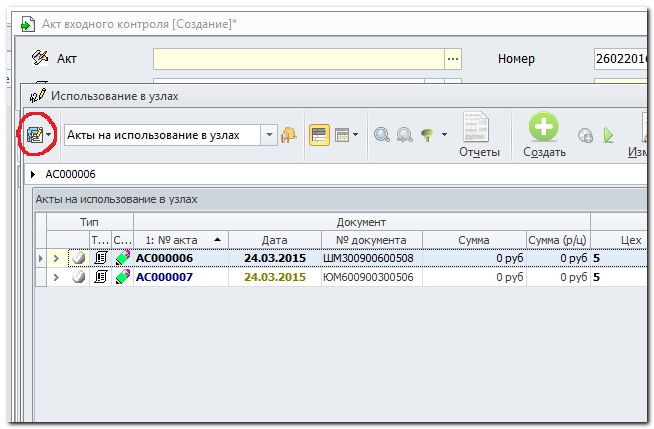 Акт входного контроля [Создание]*
Акт
Номер
26022016
Использование в узлах
Акты на использование в узлах
Отчеты
Создать
Изм
АС000006
Акты на использование в узлах
Тип
Документ
Т...
С...
1: № акта
Дата
№ документа
Сумма
Сумма (р/ц)
Цех
АС000006 24.03.2015 ШМ300900600508 0 руб 0 руб 5
АС000007 24.03.2015 ЮМ600900300506 0 руб 0 руб 5